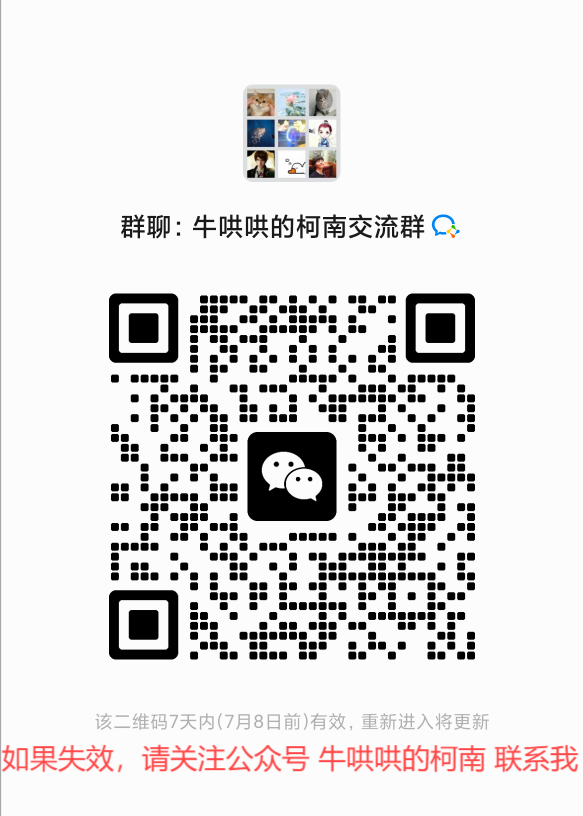 群聊：牛哄哄的柯南交流群
该二维码7天内(7月8日前)有效，重新进入将更新
如果失效，请关注公众号 牛哄哄的柯南 联系我